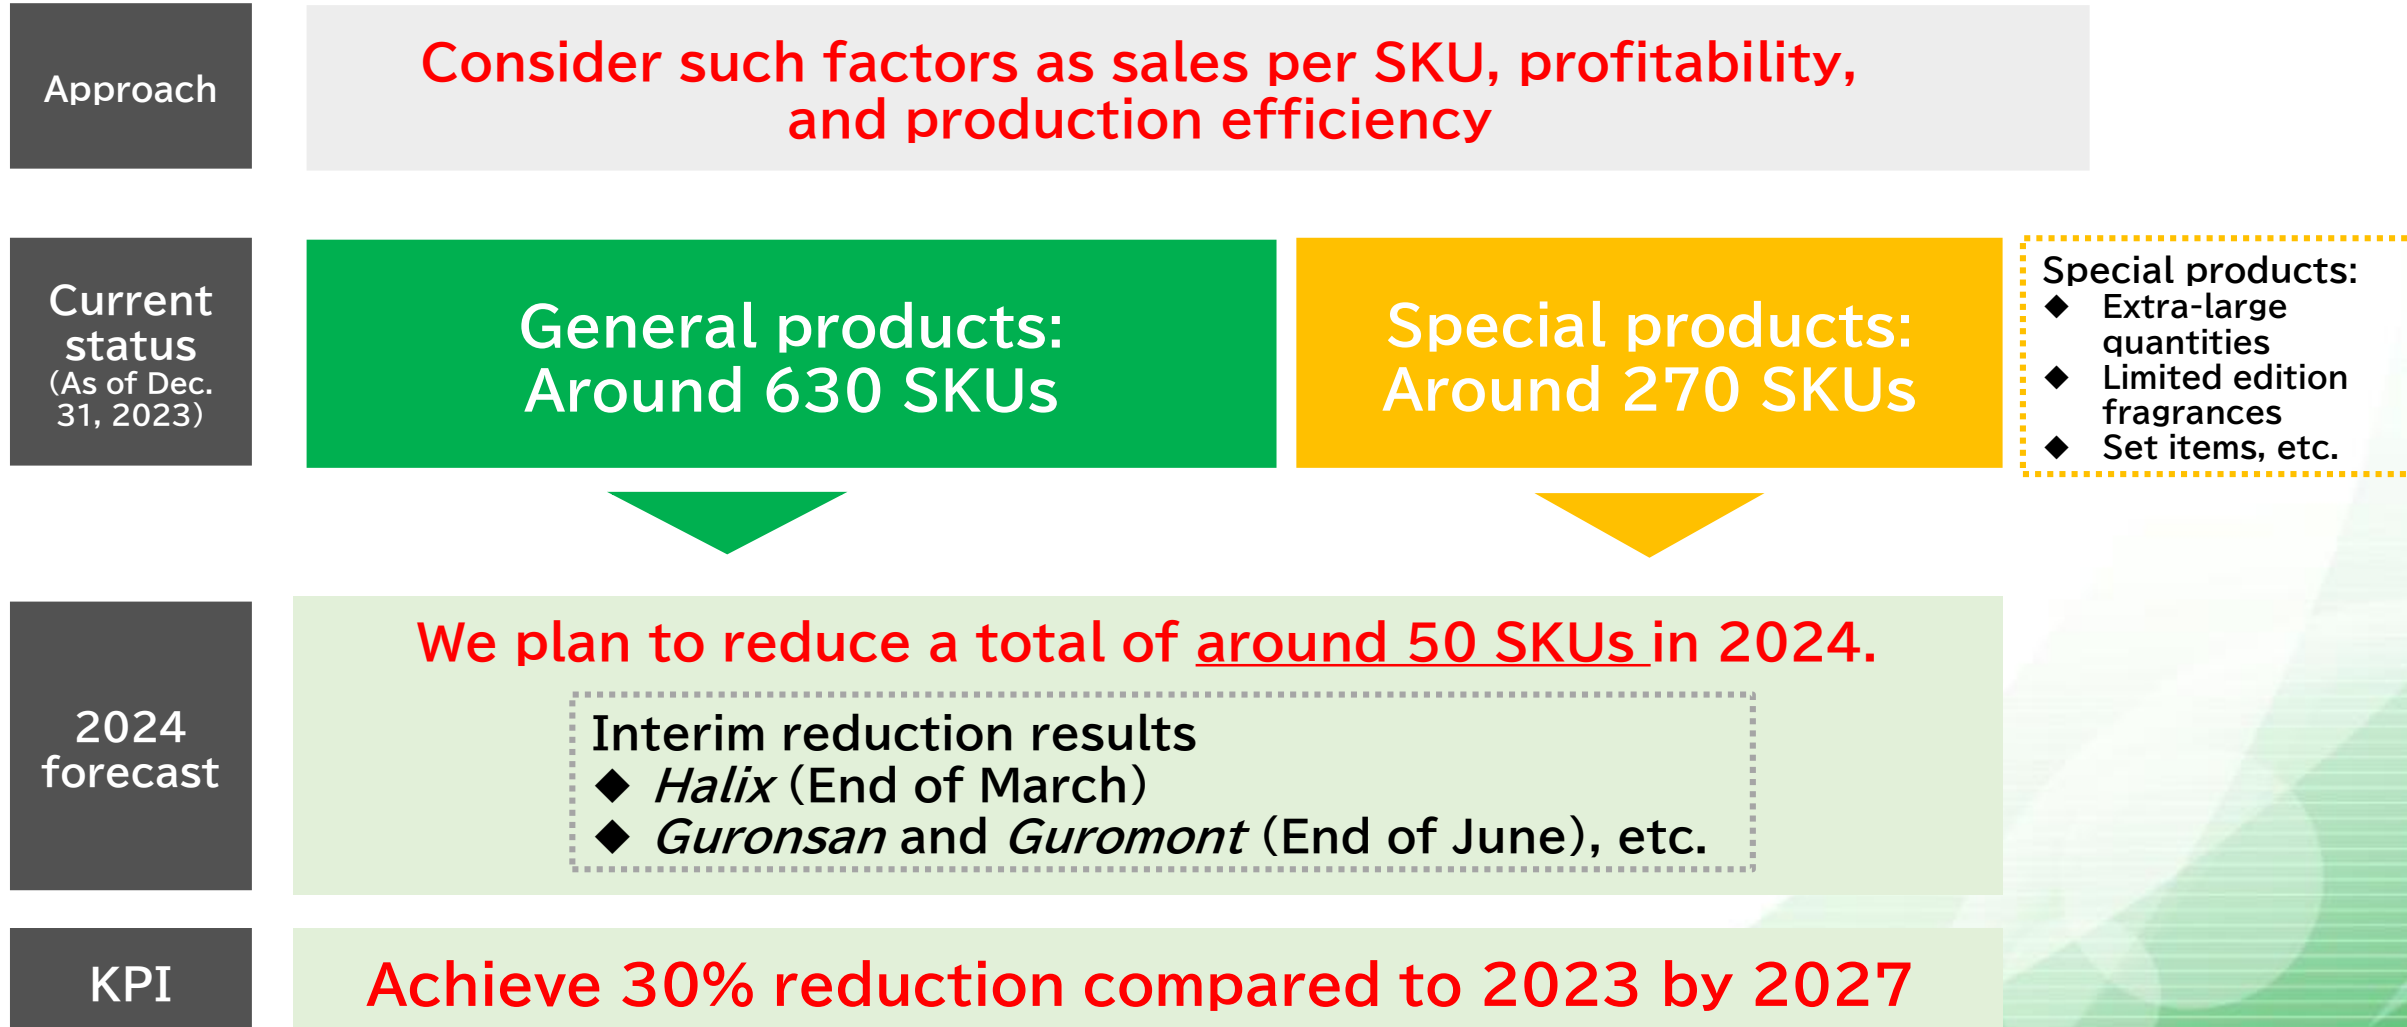 Approach
Consider such factors as sales per SKU, profitability,
and production efficiency
Current
status
(As of Dec.
31, 2023)
General products:
Around 630 SKUs
Special products:
Around 270 SKUs
Special products:
◆ Extra-large
quantities
◆ Limited edition
fragrances
◆ Set items, etc.
2024
forecast
We plan to reduce a total of around 50 SKUs in 2024.
Interim reduction results
◆ Halix (End of March)
◆ Guronsan and Guromont (End of June), etc.
KPI
Achieve 30% reduction compared to 2023 by 2027